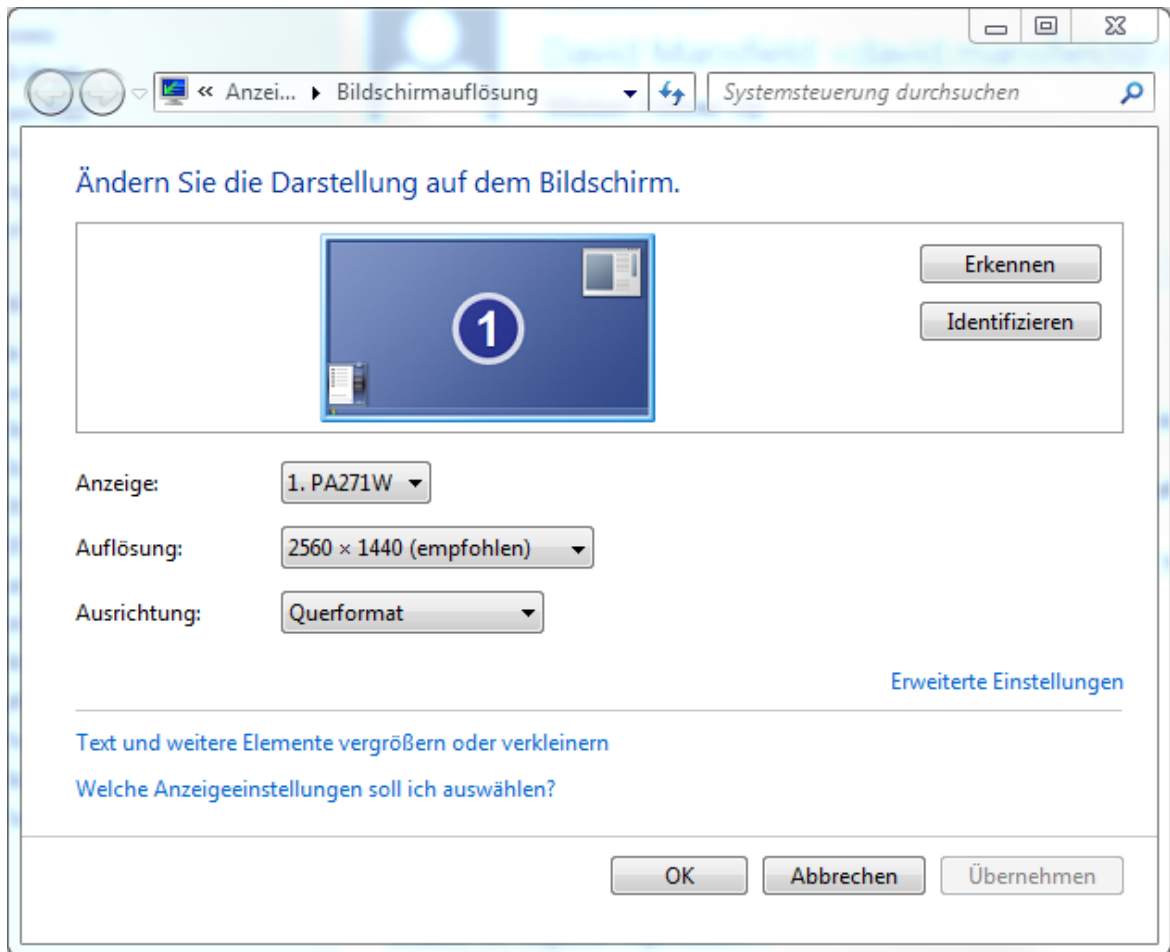 « Anzei... Bildschirmauflösung Systemsteuerung durchsuchen
Ändern Sie die Darstellung auf dem Bildschirm.
1
Erkennen
Identifizieren
Anzeige: 1. PA271W
Auflösung: 2560 × 1440 (empfohlen)
Ausrichtung: Querformat
Erweiterte Einstellungen
Text und weitere Elemente vergrößern oder verkleinern
Welche Anzeigeeinstellungen soll ich auswählen?
OK Abbrechen Übernehmen